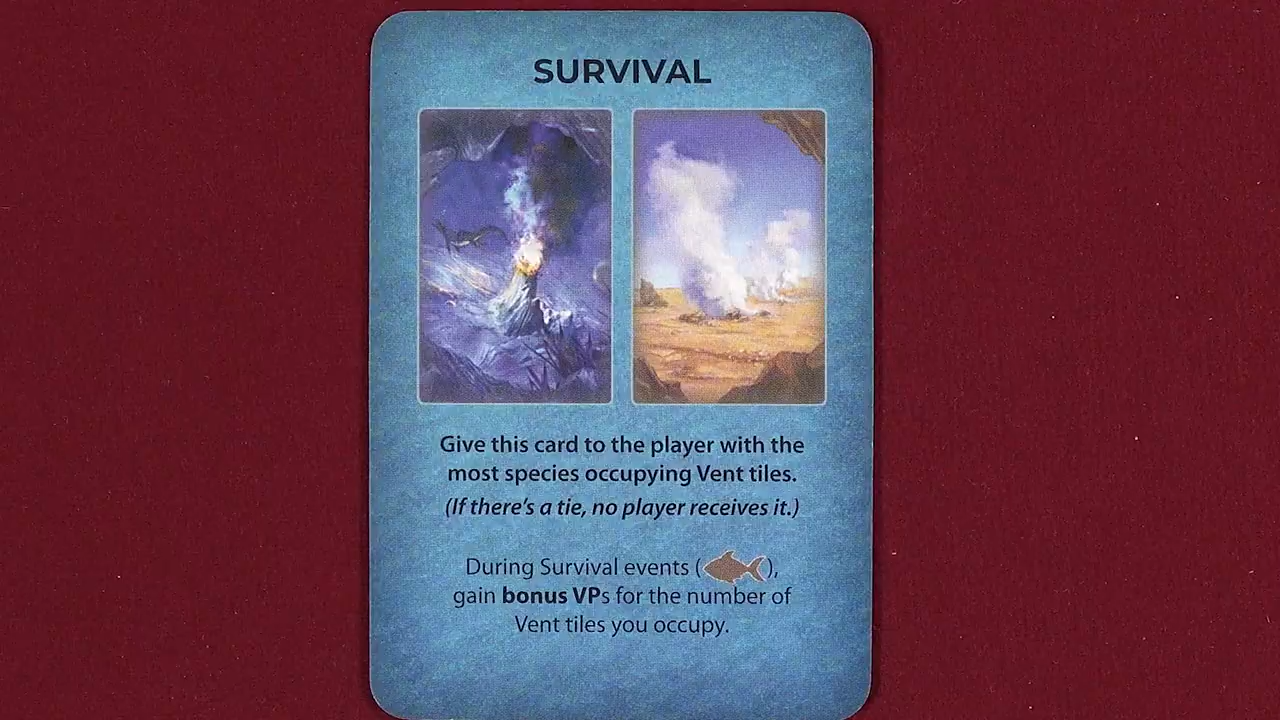 SURVIVAL
Give this card to the player with the
most species occupying Vent tiles.
(If there's a tie, no player receives it.)
During Survival events ( ),
gain bonus VPs for the number of
Vent tiles you occupy.